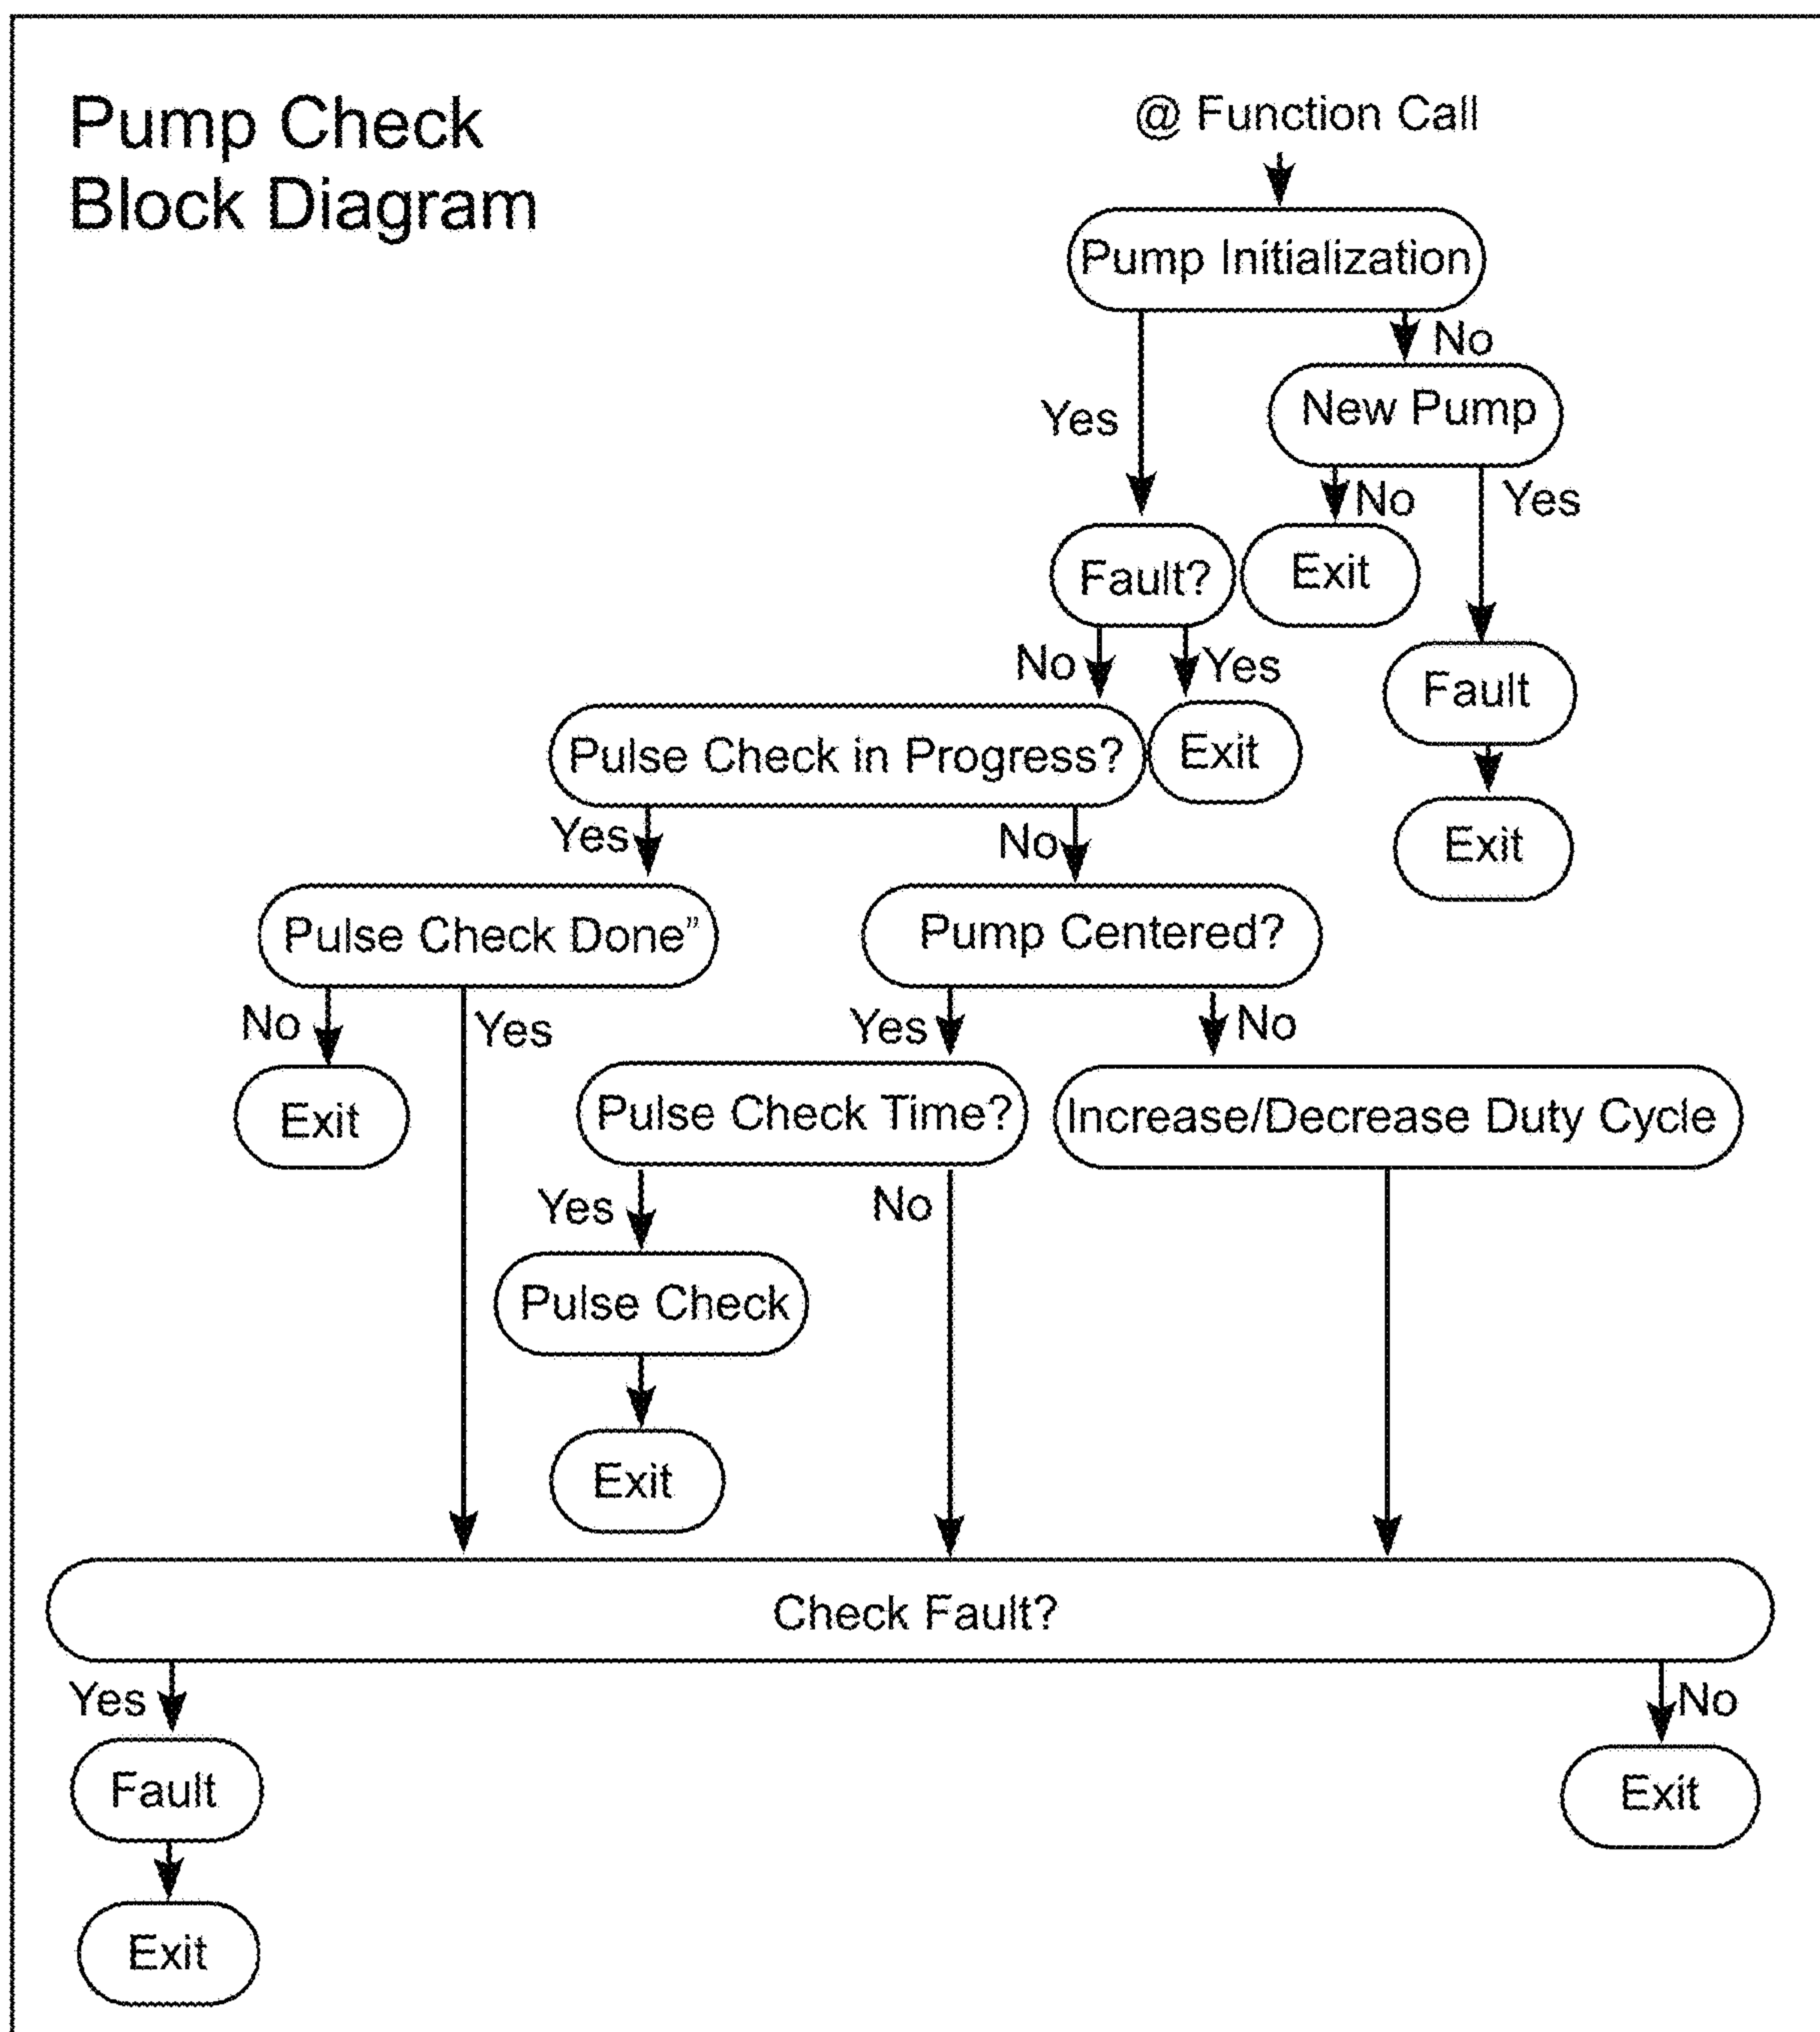 Pump Check
Block Diagram
@ Function Call
Pump Initialization
No
Yes
New Pump
No
Yes
Fault?
Exit
No
Yes
Fault
Pulse Check in Progress?
Exit
Yes
No
Exit
Pulse Check Done”
Pump Centered?
No
Yes
Yes
No
Exit
Pulse Check Time?
Increase/Decrease Duty Cycle
Yes
No
Pulse Check
Exit
Check Fault?
Yes
No
Fault
Exit
Exit